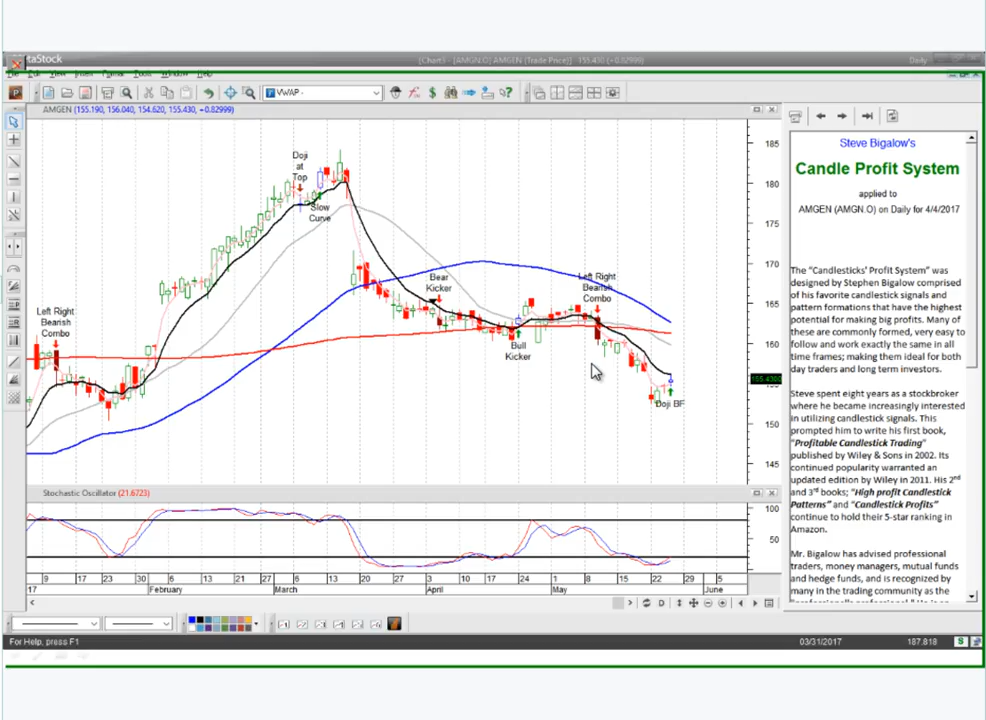 taStock
[Chart3 - [AMGN.O] AMGEN [Trade Price]] 155.430 (+0.82999)
Daily
File Edit View Insert Format Tools Window Help
VWAP -
AMGEN (155.190, 156.040, 154.620, 155.430, +0.82999)
Doji
at
Top
Slow
Curve
Left Right
Bearish
Combo
Bear
Kicker
Bull
Kicker
Left Right
Bearish
Combo
Doji BF
185
180
175
170
165
160
155.4300
150
145
Stochastic Oscillator (21.6723)
100
50
9 17 23 30 6 13 21 27 6 13 20 27 3 10 17 24 1 8 15 22 29 5
17 February March April May June
Steve Bigalow's
Candle Profit System
applied to
AMGEN (AMGN.O) on Daily for 4/4/2017
The "Candlesticks' Profit System" was
designed by Stephen Bigalow comprised
of his favorite candlestick signals and
pattern formations that have the highest
potential for making big profits. Many of
these are commonly formed, very easy to
follow and work exactly the same in all
time frames; making them ideal for both
day traders and long term investors.
Steve spent eight years as a stockbroker
where he became increasingly interested
in utilizing candlestick signals. This
prompted him to write his first book,
"Profitable Candlestick Trading"
published by Wiley & Sons in 2002. Its
continued popularity warranted an
updated edition by Wiley in 2011. His 2nd
and 3rd books; "High profit Candlestick
Patterns" and "Candlestick Profits"
continue to hold their 5-star ranking in
Amazon.
Mr. Bigalow has advised professional
traders, money managers, mutual funds
and hedge funds, and is recognized by
many in the trading community as the
For Help, press F1
03/31/2017
187.818
S